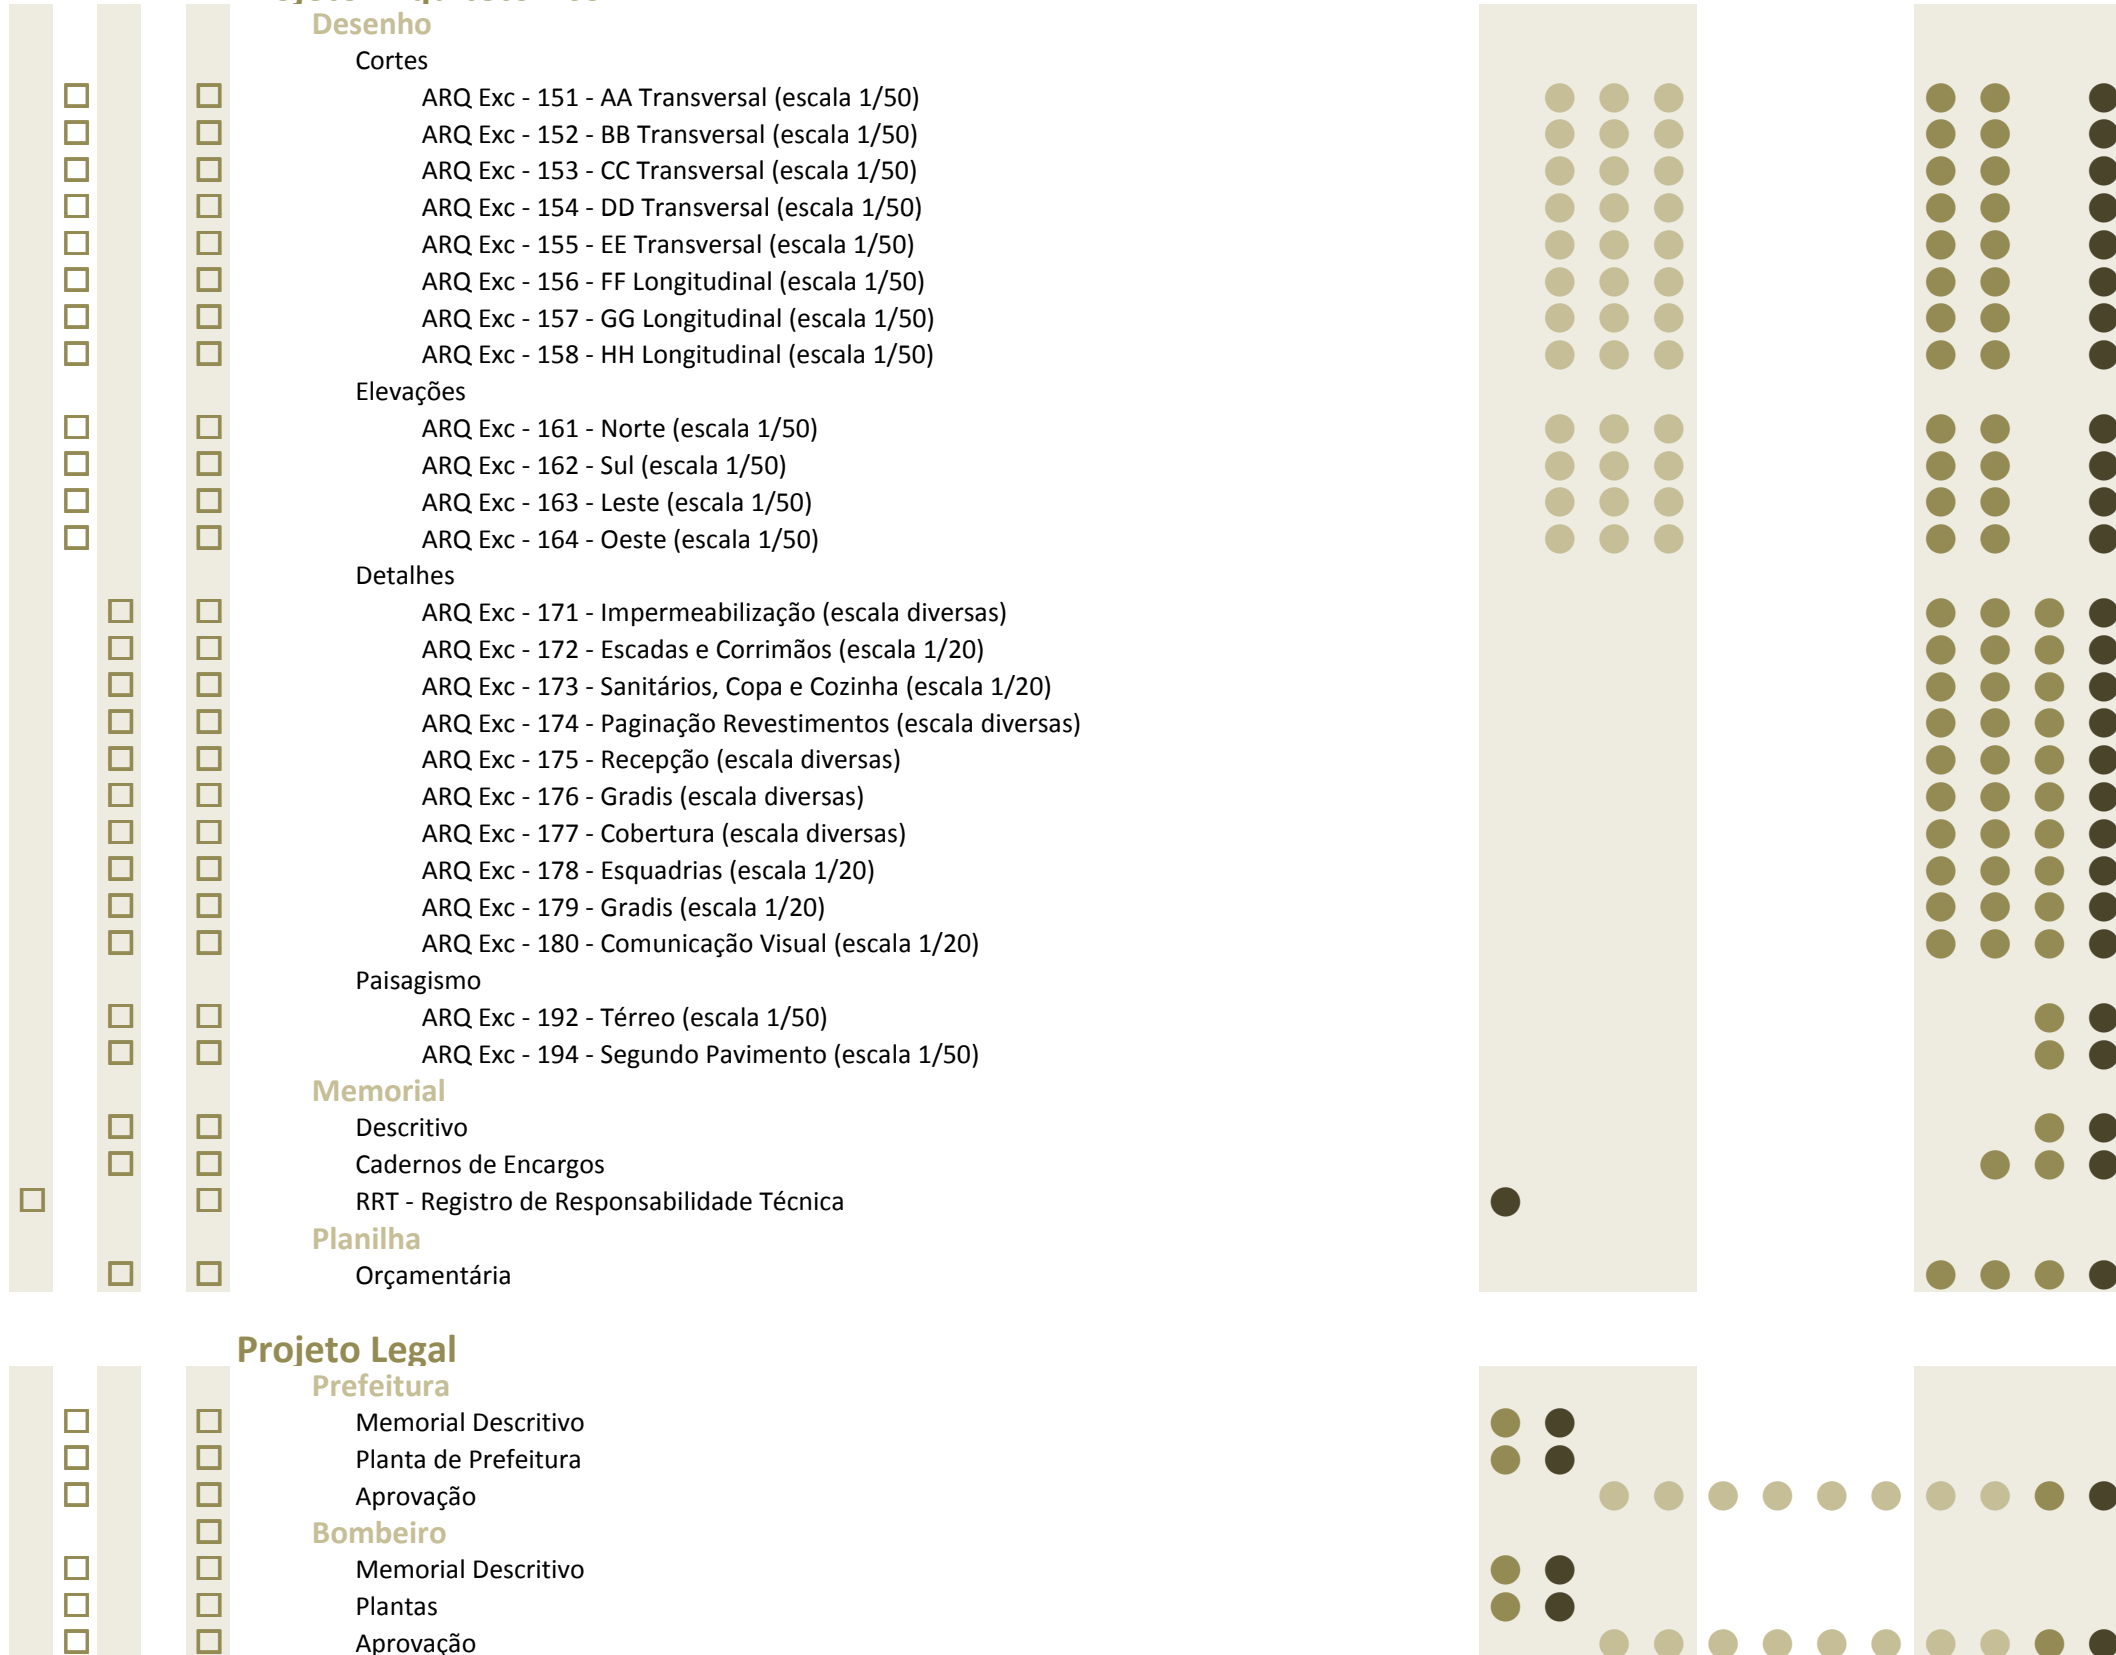 Desenho
Cortes
ARQ Exc - 151 - AA Transversal (escala 1/50)
ARQ Exc - 152 - BB Transversal (escala 1/50)
ARQ Exc - 153 - CC Transversal (escala 1/50)
ARQ Exc - 154 - DD Transversal (escala 1/50)
ARQ Exc - 155 - EE Transversal (escala 1/50)
ARQ Exc - 156 - FF Longitudinal (escala 1/50)
ARQ Exc - 157 - GG Longitudinal (escala 1/50)
ARQ Exc - 158 - HH Longitudinal (escala 1/50)
Elevações
ARQ Exc - 161 - Norte (escala 1/50)
ARQ Exc - 162 - Sul (escala 1/50)
ARQ Exc - 163 - Leste (escala 1/50)
ARQ Exc - 164 - Oeste (escala 1/50)
Detalhes
ARQ Exc - 171 - Impermeabilização (escala diversas)
ARQ Exc - 172 - Escadas e Corrimãos (escala 1/20)
ARQ Exc - 173 - Sanitários, Copa e Cozinha (escala 1/20)
ARQ Exc - 174 - Paginação Revestimentos (escala diversas)
ARQ Exc - 175 - Recepção (escala diversas)
ARQ Exc - 176 - Gradis (escala diversas)
ARQ Exc - 177 - Cobertura (escala diversas)
ARQ Exc - 178 - Esquadrias (escala 1/20)
ARQ Exc - 179 - Gradis (escala 1/20)
ARQ Exc - 180 - Comunicação Visual (escala 1/20)
Paisagismo
ARQ Exc - 192 - Térreo (escala 1/50)
ARQ Exc - 194 - Segundo Pavimento (escala 1/50)
Memorial
Descritivo
Cadernos de Encargos
RRT - Registro de Responsabilidade Técnica
Planilha
Orçamentária
Projeto Legal
Prefeitura
Memorial Descritivo
Planta de Prefeitura
Aprovação
Bombeiro
Memorial Descritivo
Plantas
Aprovação